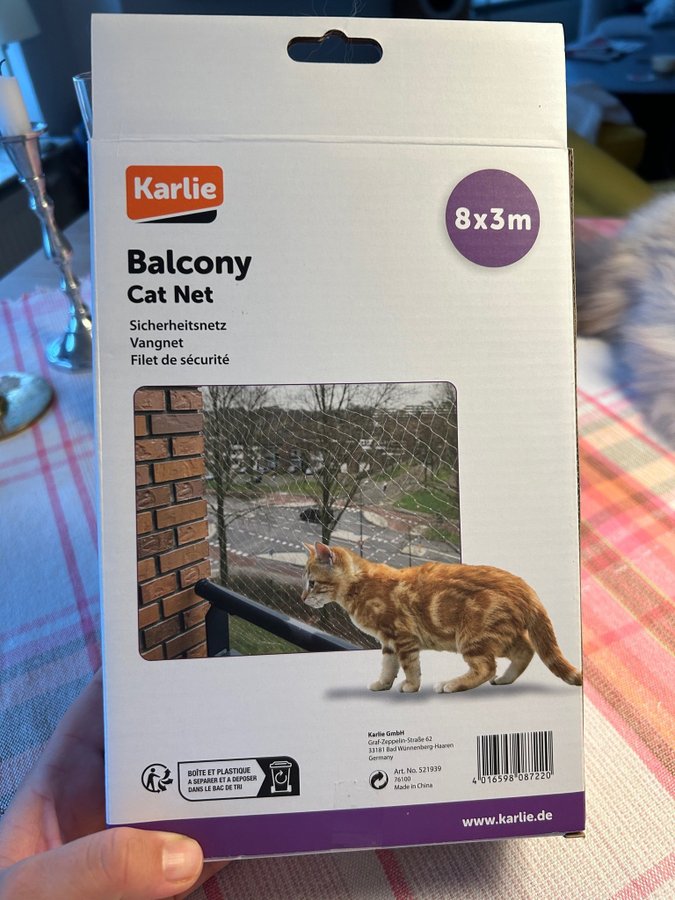 Karlie
8x3m
Balcony
Cat Net
Sicherheitsnetz
Vangnet
Filet de sécurité
Karlie GmbH
Graf-Zeppelin-Straße 62
33181 Bad Wünnenberg-Haaren
Germany
Art. No. 521939
76100
Made in China
4 016598 087220
BOÎTE ET PLASTIQUE
A SEPARER ET A DÉPOSER
DANS LE BAC DE TRI
www.karlie.de